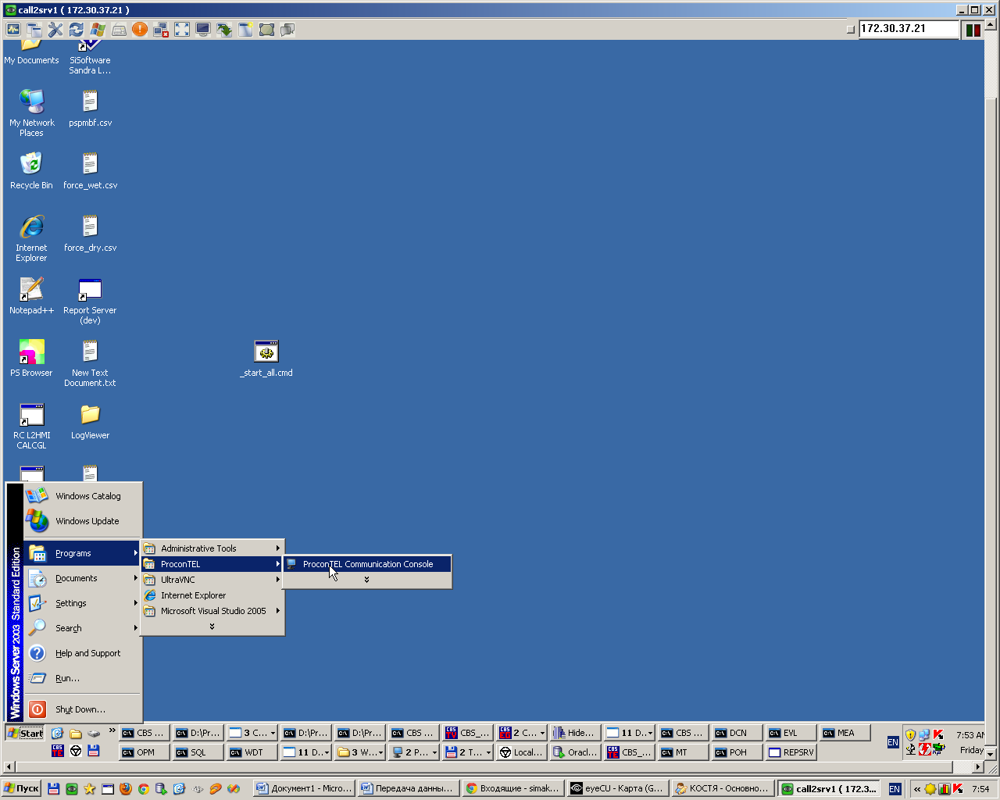 call2srv1 ( 172.30.37.21 )
172.30.37.21
My Documents
SiSoftware
Sandra L...
My Network
Places
pspmbf.csv
Recycle Bin
force_wet.csv
Internet
Explorer
force_dry.csv
Notepad++
Report Server
(dev)
PS Browser
New Text
Document.txt
_start_all.cmd
RC L2HMI
CALCGL
LogViewer
Windows Server 2003 Standard Edition
Windows Catalog
Windows Update
Programs
Documents
Settings
Search
Help and Support
Run...
Shut Down...
Administrative Tools
ProconTEL
UltraVNC
Internet Explorer
Microsoft Visual Studio 2005
ProconTEL Communication Console
Start
CBS ...
D:\Pr...
3 C...
D:\Pr...
D:\Pr...
CBS ...
CBS_...
2 C...
Hide...
11 D...
CBS ...
DCN
EVL
MEA
EN
7:53 AM
OPM
SQL
WDT
11 D...
3 W...
2 P...
2 T...
Local...
Oracl...
CBS_...
MT
POH
REPSRV
Friday
Пуск
Документ1 - Micro...
Передача данны...
Входящие - simak...
eyeCU - Карта (G...
КОСТЯ - Основно...
call2srv1 ( 172.3...
EN
7:54